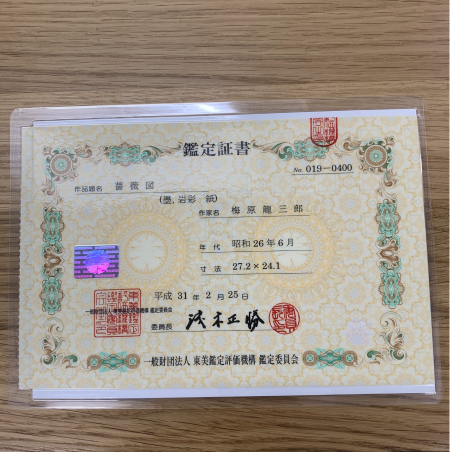 鑑定証書
No. 019-0400
作品題名 薔薇図
(墨, 岩彩 紙)
作家名 梅原龍三郎
年代 昭和26年6月
寸法 27.2×24.1
平成 31年 2月 25日
一般財団法人 東美鑑定評価機構 鑑定委員会
委員長
一般財団法人 東美鑑定評価機構 鑑定委員会